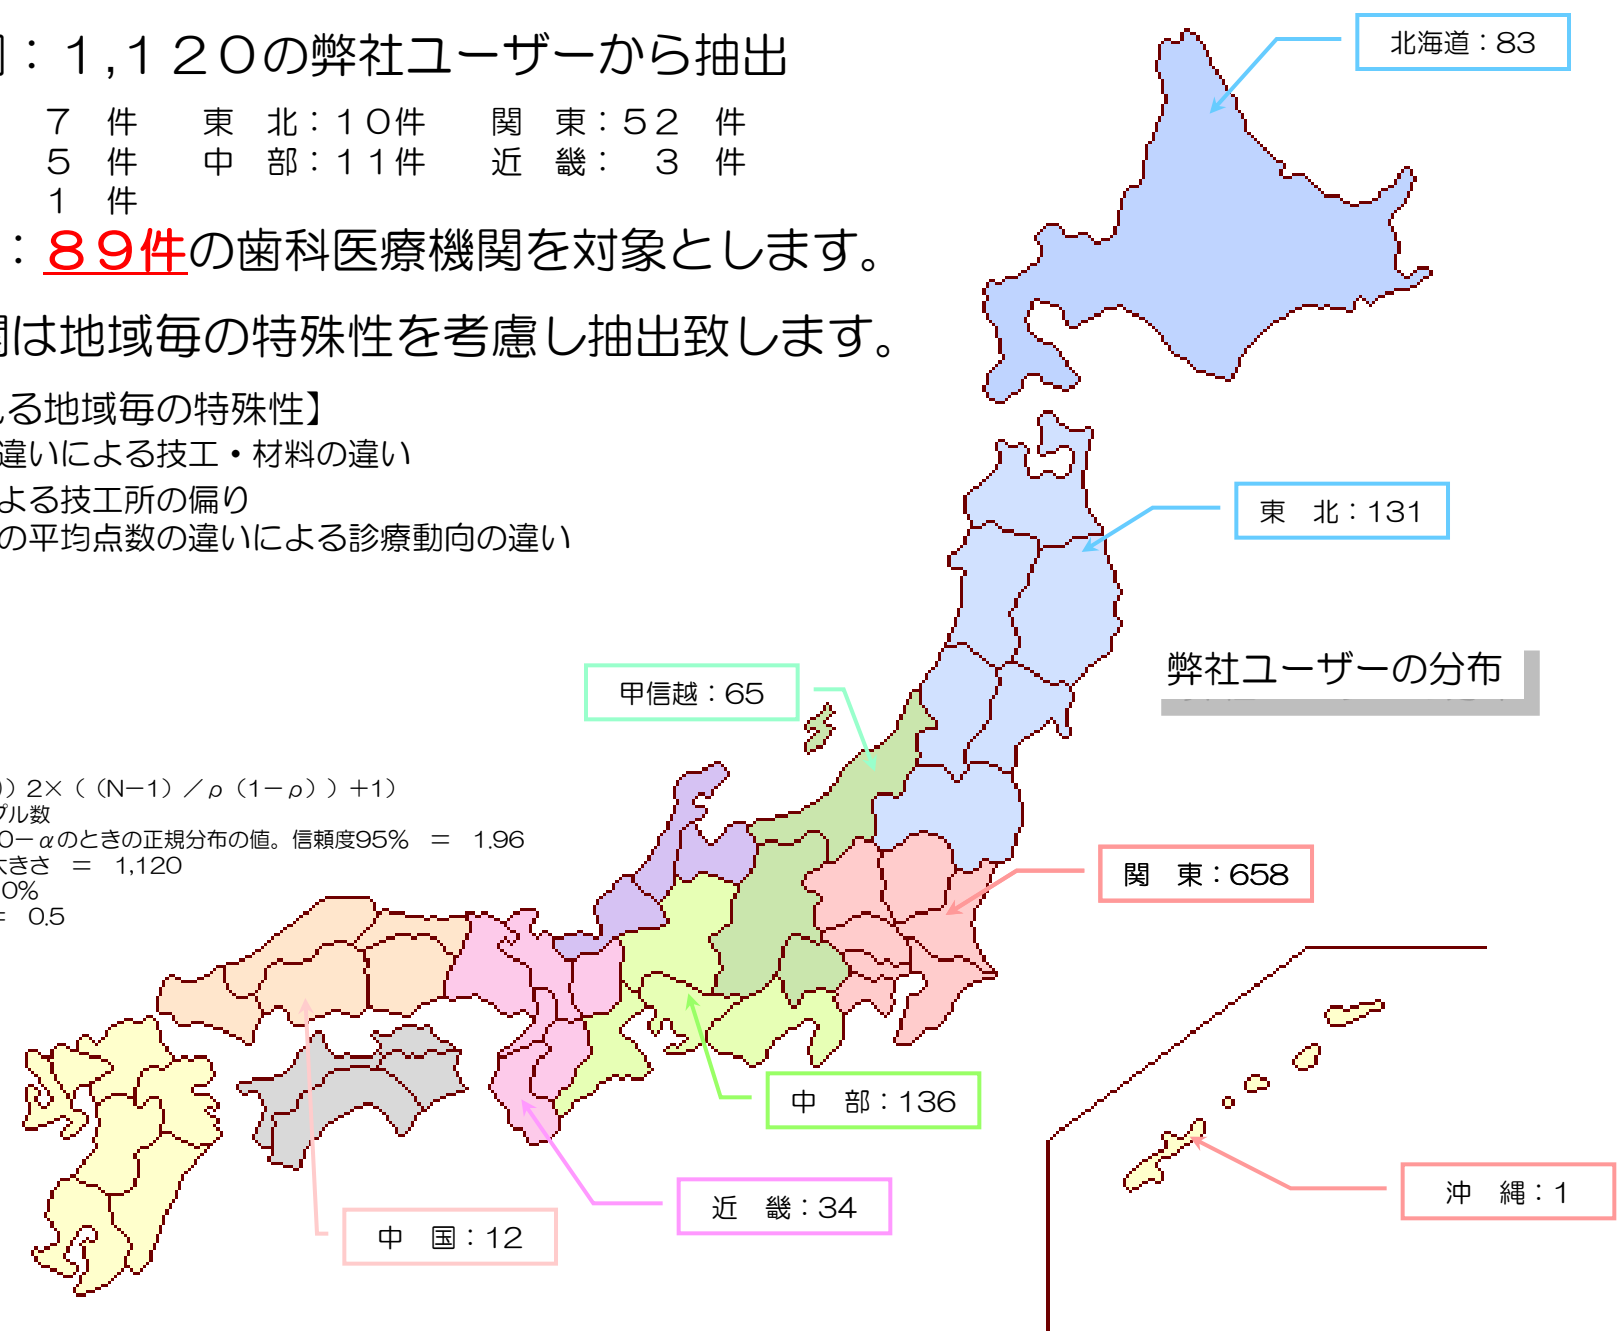 ：１,１２０の弊社ユーザーから抽出
７　件　　東　北：１０件　　関　東：５２　件
５　件　　中　部：１１件　　近　畿：　３　件
１　件
：８９件の歯科医療機関を対象とします。
は地域毎の特殊性を考慮し抽出致します。
る地域毎の特殊性】
違いによる技工・材料の違い
よる技工所の偏り
の平均点数の違いによる診療動向の違い
））2×（（N－1）／ρ（1－ρ））＋1）
プル数
0－αのときの正規分布の値。信頼度95%　＝　1.96
大きさ　＝　1,120
0%
＝　0.5
北海道：83
東　北：131
弊社ユーザーの分布
甲信越：65
関　東：658
中　部：136
近　畿：34
中　国：12
沖　縄：1